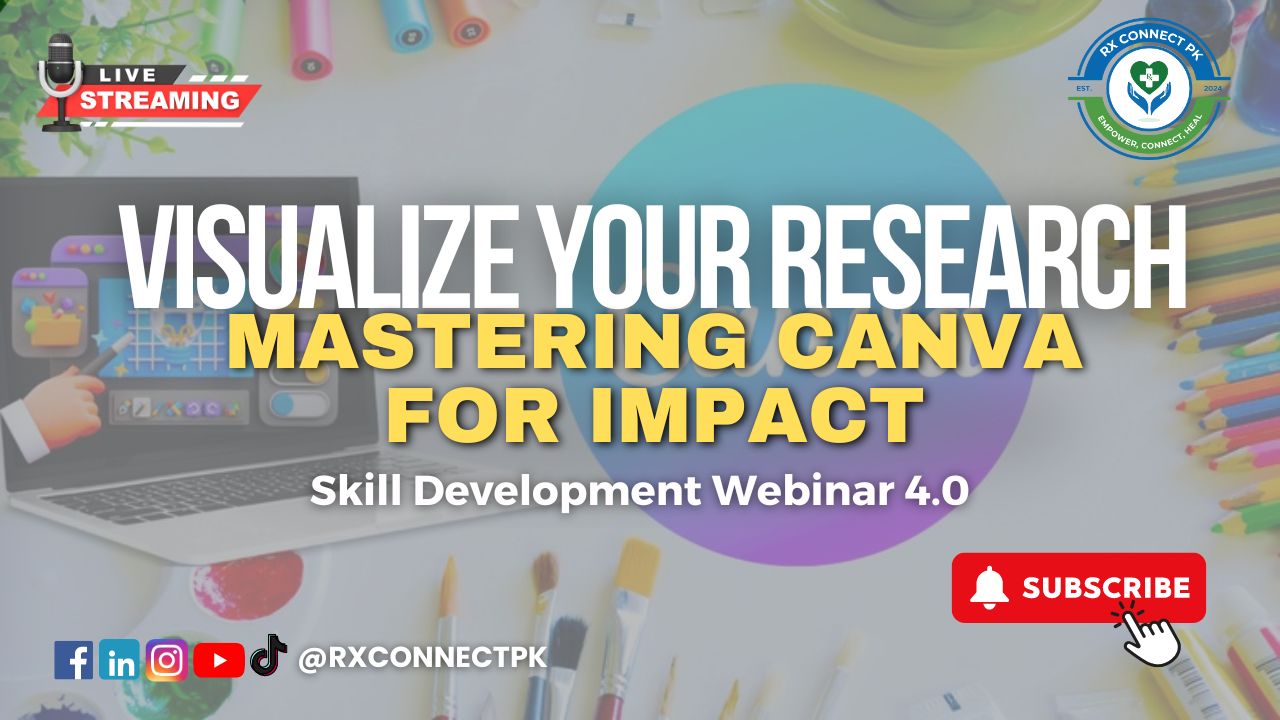 LIVE
STREAMING
RX CONNECT PK
EST. 2024
EMPOWER, CONNECT, HEAL
VISUALIZE YOUR RESEARCH
MASTERING CANVA
FOR IMPACT
Skill Development Webinar 4.0
SUBSCRIBE
@RXCONNECTPK